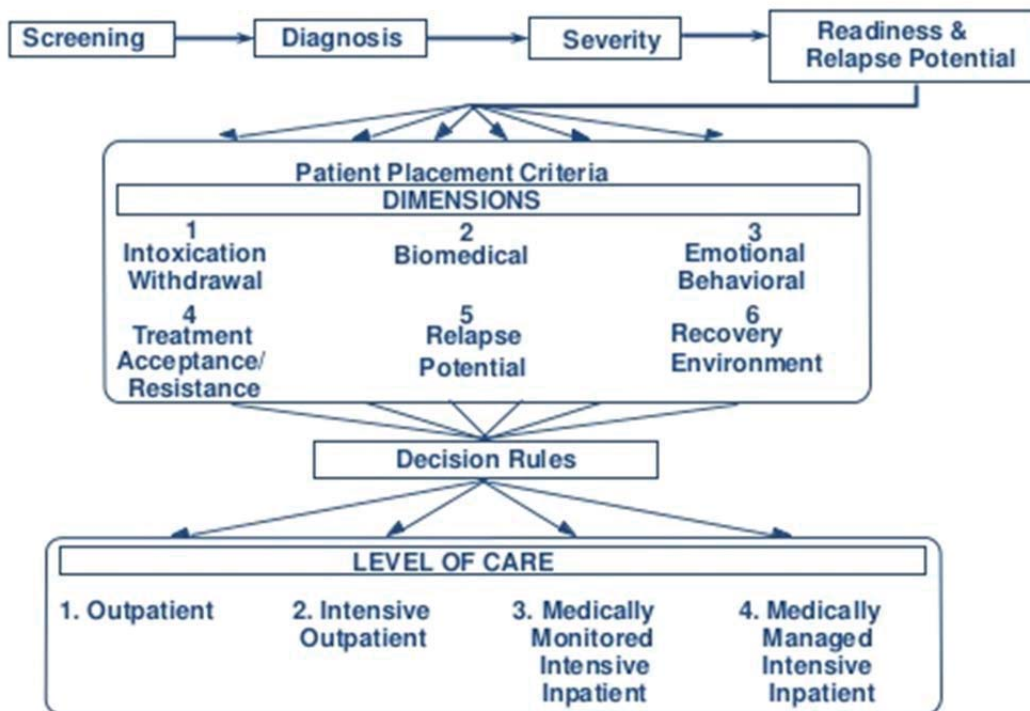 Screening
Diagnosis
Severity
Readiness &
Relapse Potential
Patient Placement Criteria
DIMENSIONS
1
Intoxication
Withdrawal
2
Biomedical
3
Emotional
Behavioral
4
Treatment
Acceptance/
Resistance
5
Relapse
Potential
6
Recovery
Environment
Decision Rules
LEVEL OF CARE
1. Outpatient
2. Intensive
Outpatient
3. Medically
Monitored
Intensive
Inpatient
4. Medically
Managed
Intensive
Inpatient